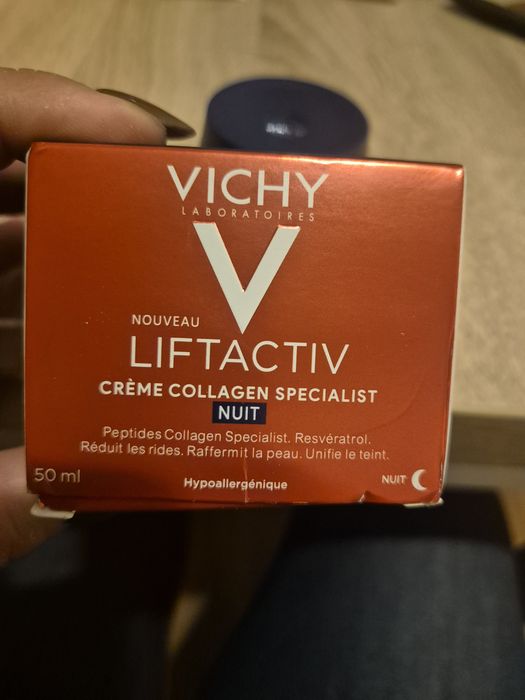 VICHY
LABORATOIRES
V
NOUVEAU
LIFTACTIV
CRÈME COLLAGEN SPECIALIST
NUIT
Peptides Collagen Specialist. Resvératrol.
Réduit les rides. Raffermit la peau. Unifie le teint.
50 ml
Hypoallergénique
NUIT